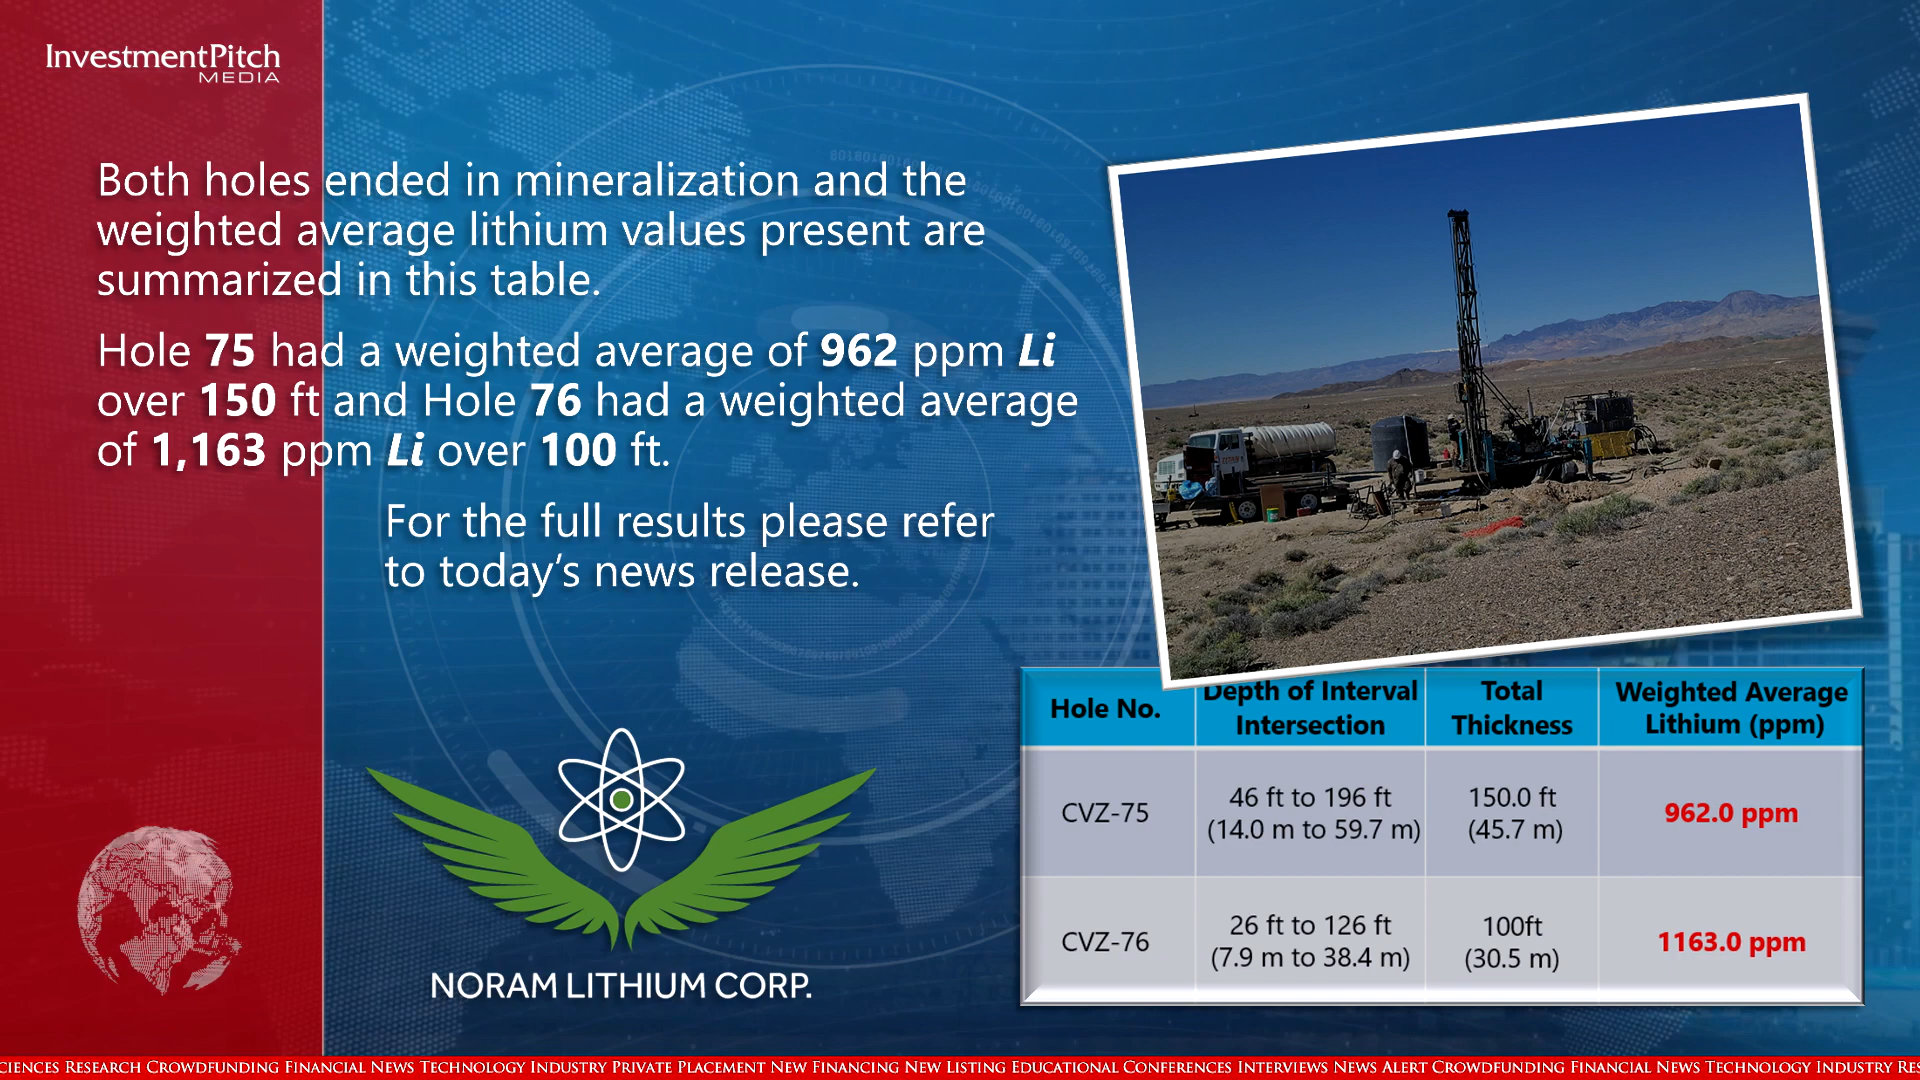 InvestmentPitch
MEDIA
Both holes ended in mineralization and the
weighted average lithium values present are
summarized in this table.
Hole 75 had a weighted average of 962 ppm Li
over 150 ft and Hole 76 had a weighted average
of 1,163 ppm Li over 100 ft.
For the full results please refer
to today's news release.
NORAM LITHIUM CORP.
Hole No.
Depth of Interval
Intersection
Total
Thickness
Weighted Average
Lithium (ppm)
CVZ-75
46 ft to 196 ft
(14.0 m to 59.7 m)
150.0 ft
(45.7 m)
962.0 ppm
CVZ-76
26 ft to 126 ft
(7.9 m to 38.4 m)
100ft
(30.5 m)
1163.0 ppm
RESEARCH CROWDFUNDING FINANCIAL NEWS TECHNOLOGY INDUSTRY PRIVATE PLACEMENT NEW FINANCING NEW LISTING EDUCATIONAL CONFERENCES INTERVIEWS NEWS ALERT CROWDFUNDING FINANCIAL NEWS TECHNOLOGY INDUSTRY